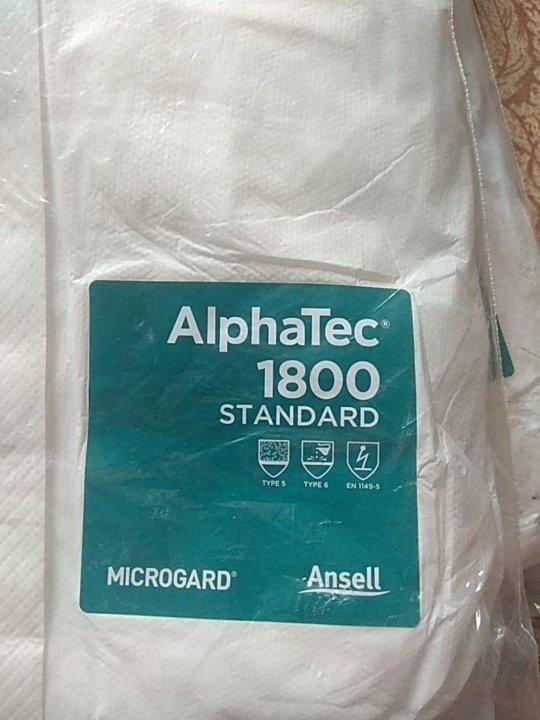 AlphaTec®
1800
STANDARD
TYPE 5 TYPE 6 EN 1149-5
MICROGARD® Ansell